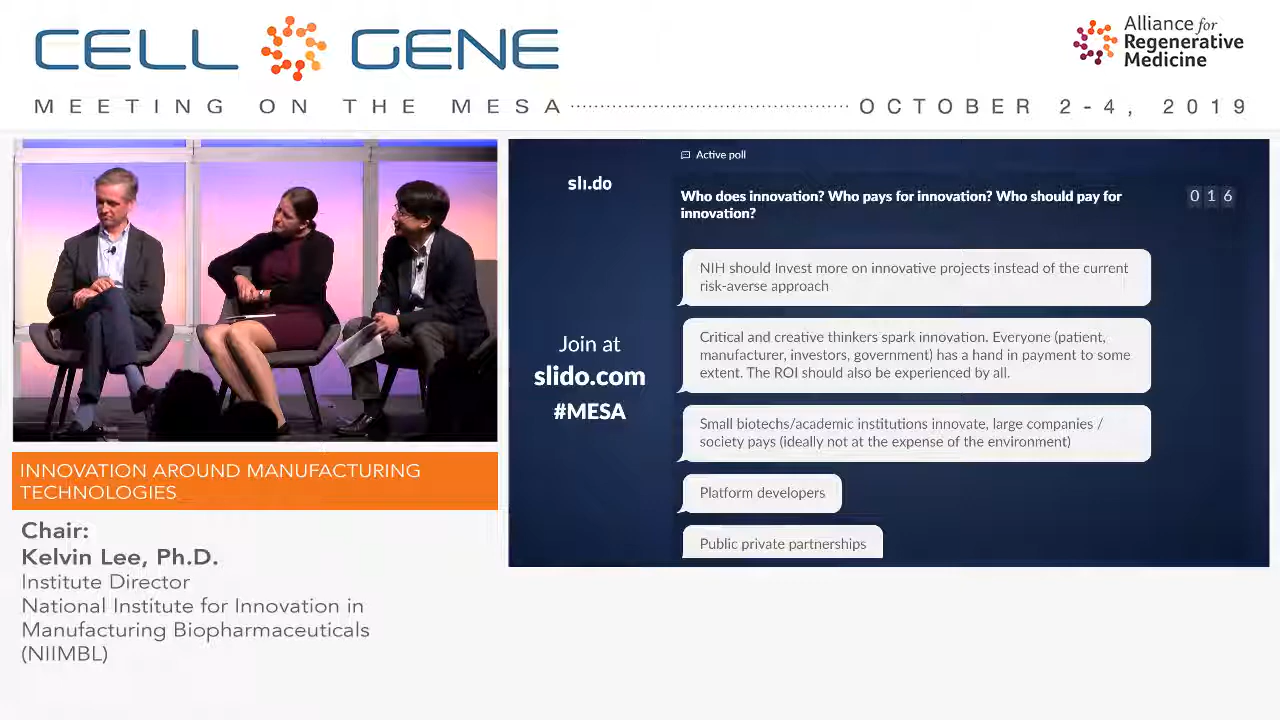 CELL GENE
Alliance for
Regenerative
Medicine
MEETING ON THE MESA
OCTOBER 2-4, 2019
INNOVATION AROUND MANUFACTURING
TECHNOLOGIES
Chair:
Kelvin Lee, Ph.D.
Institute Director
National Institute for Innovation in
Manufacturing Biopharmaceuticals
(NIIMBL)
sli.do
Join at
slido.com
#MESA
Active poll
Who does innovation? Who pays for innovation? Who should pay for
innovation?
016
NIH should Invest more on innovative projects instead of the current
risk-averse approach
Critical and creative thinkers spark innovation. Everyone (patient,
manufacturer, investors, government) has a hand in payment to some
extent. The ROI should also be experienced by all.
Small biotechs/academic institutions innovate, large companies /
society pays (ideally not at the expense of the environment)
Platform developers
Public private partnerships